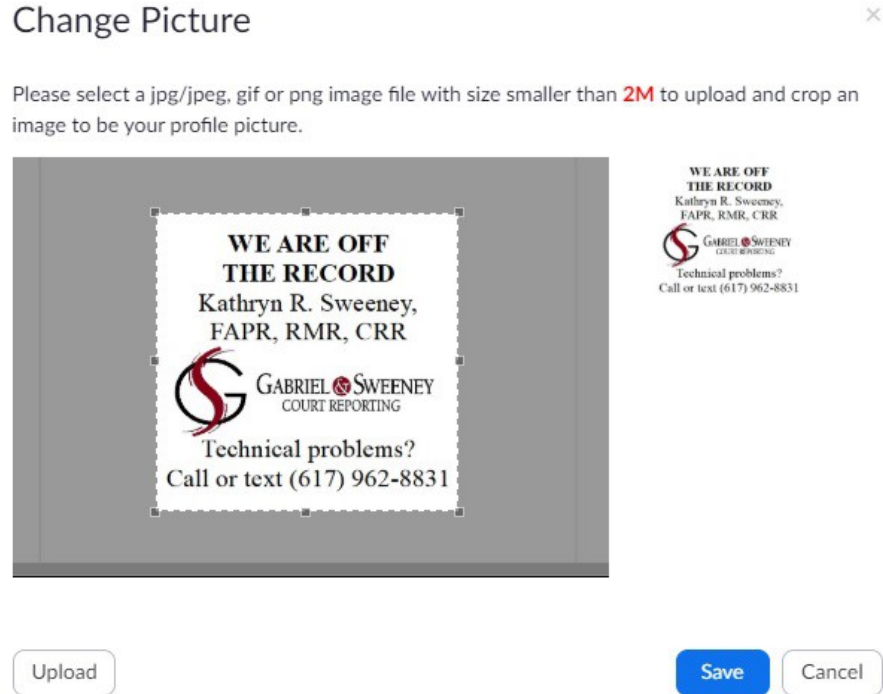 Change Picture
×
Please select a jpg/jpeg, gif or png image file with size smaller than 2M to upload and crop an
image to be your profile picture.
WE ARE OFF
THE RECORD
Kathryn R. Sweeney,
FAPR, RMR, CRR
SG GABRIEL & SWEENEY
COURT REPORTING
Technical problems?
Call or text (617) 962-8831
WE ARE OFF
THE RECORD
Kathryn R. Sweeney,
FAPR, RMR, CRR
SG GABRIEL & SWEENEY
COURT REPORTING
Technical problems?
Call or text (617) 962-8831
Upload
Save
Cancel